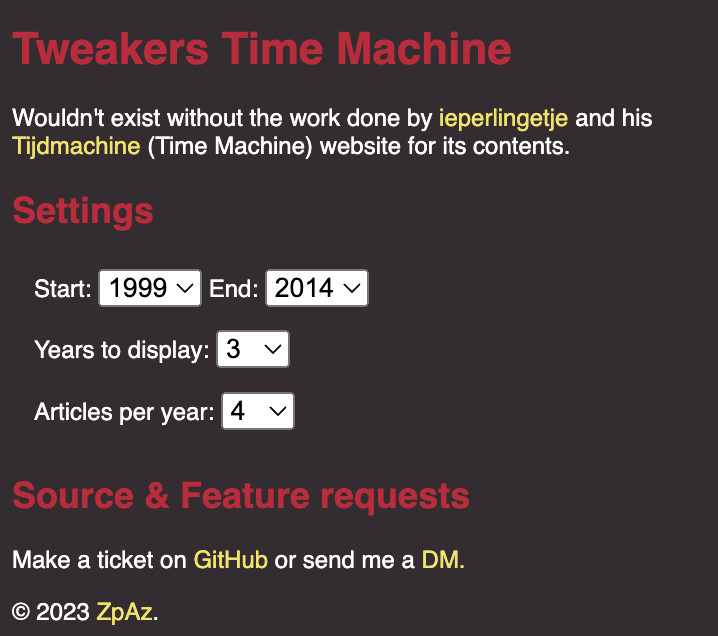 Tweakers Time Machine
Wouldn't exist without the work done by ieperlingetje and his
Tijdmachine (Time Machine) website for its contents.
Settings
Start: 1999 End: 2014
Years to display: 3
Articles per year: 4
Source & Feature requests
Make a ticket on GitHub or send me a DM.
© 2023 ZpAz.